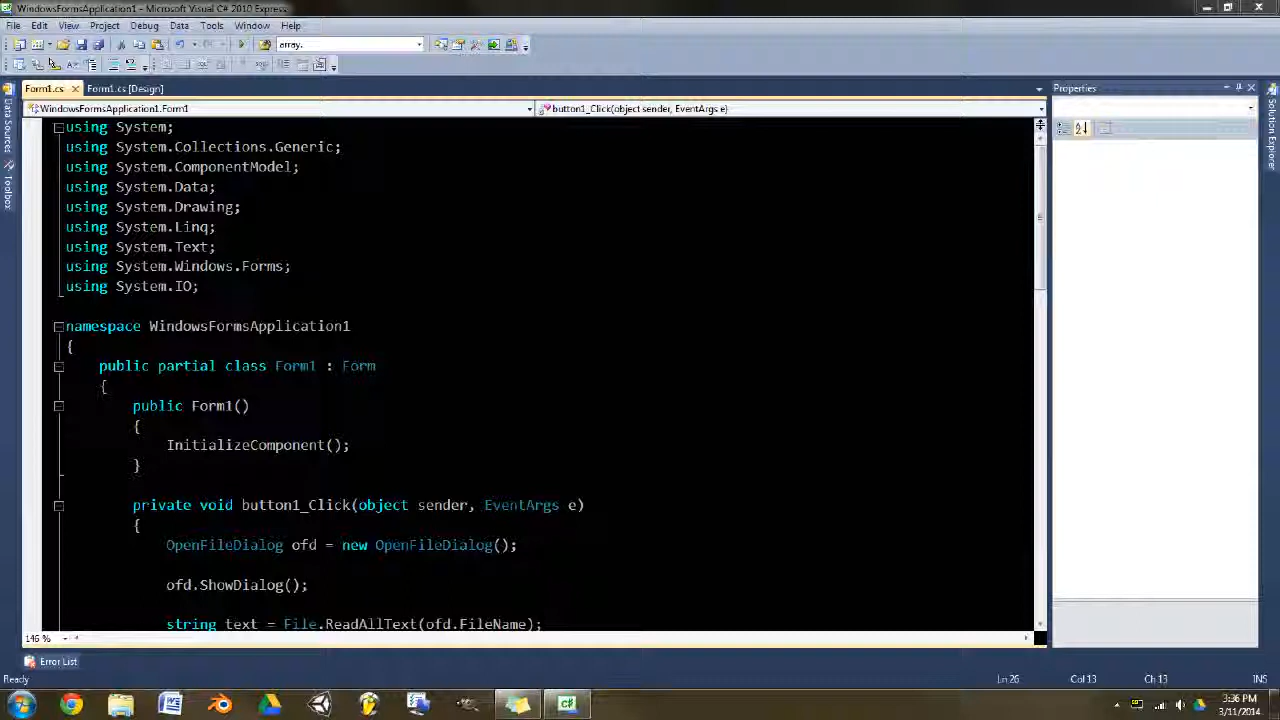 WindowsFormsApplication1 - Microsoft Visual C# 2010 Express
File Edit View Project Debug Data Tools Window Help
array.
Form1.cs Form1.cs [Design]
WindowsFormsApplication1.Form1 button1_Click(object sender, EventArgs e)
Properties
Data Sources
Toolbox
Solution Explorer
using System;
using System.Collections.Generic;
using System.ComponentModel;
using System.Data;
using System.Drawing;
using System.Linq;
using System.Text;
using System.Windows.Forms;
using System.IO;
namespace WindowsFormsApplication1
{
public partial class Form1 : Form
{
public Form1()
{
InitializeComponent();
}
private void button1_Click(object sender, EventArgs e)
{
OpenFileDialog ofd = new OpenFileDialog();
ofd.ShowDialog();
string text = File.ReadAllText(ofd.FileName);
146 %
Error List
Ready Ln 26 Col 13 Ch 13 INS
3:36 PM
3/11/2014